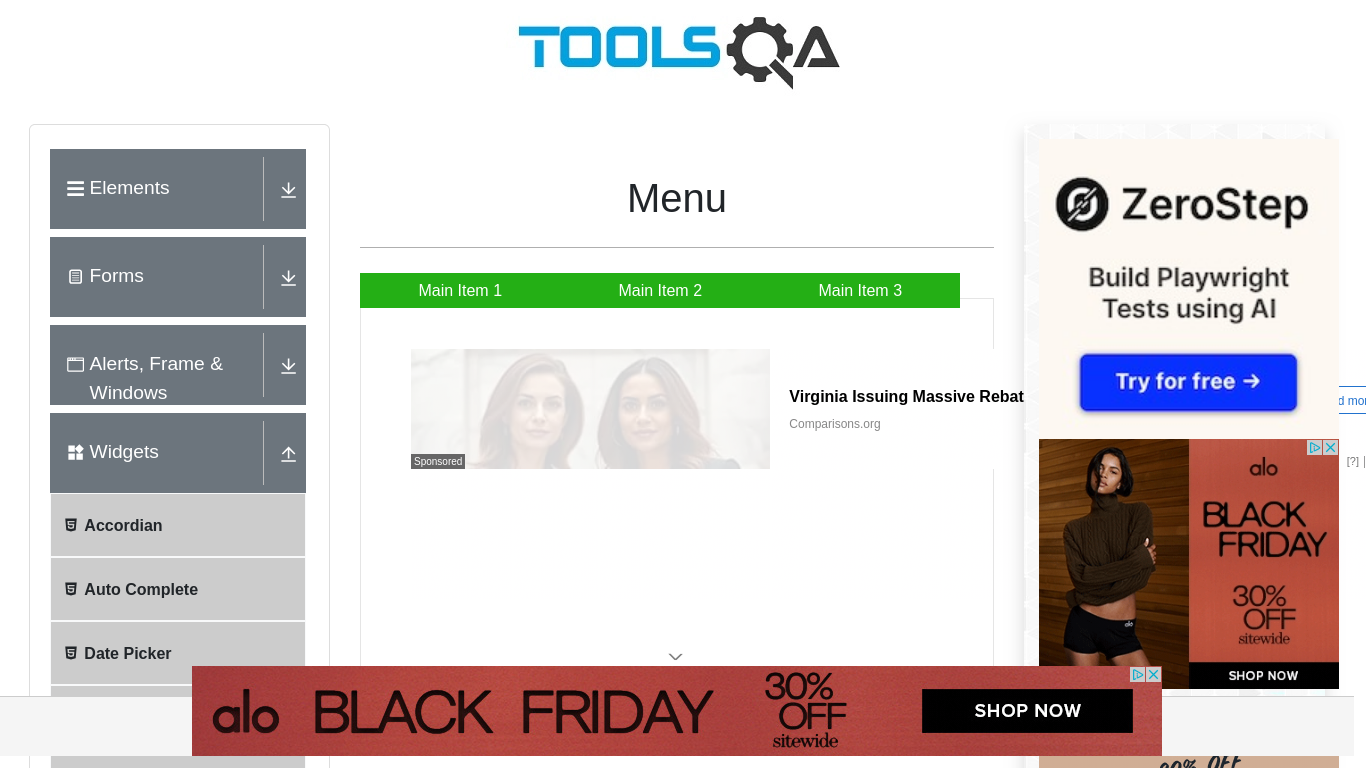 TOOLSQA
Elements
Forms
Alerts, Frame &
Windows
Widgets
Accordian
Auto Complete
Date Picker
Menu
Main Item 1
Main Item 2
Main Item 3
Sponsored
Virginia Issuing Massive Rebat
Comparisons.org
ZeroStep
Build Playwright
Tests using AI
Try for free →
d mor
[?] |
alo
BLACK
FRIDAY
30%
OFF
sitewide
SHOP NOW
alo
BLACK FRIDAY
30%
OFF
sitewide
SHOP NOW